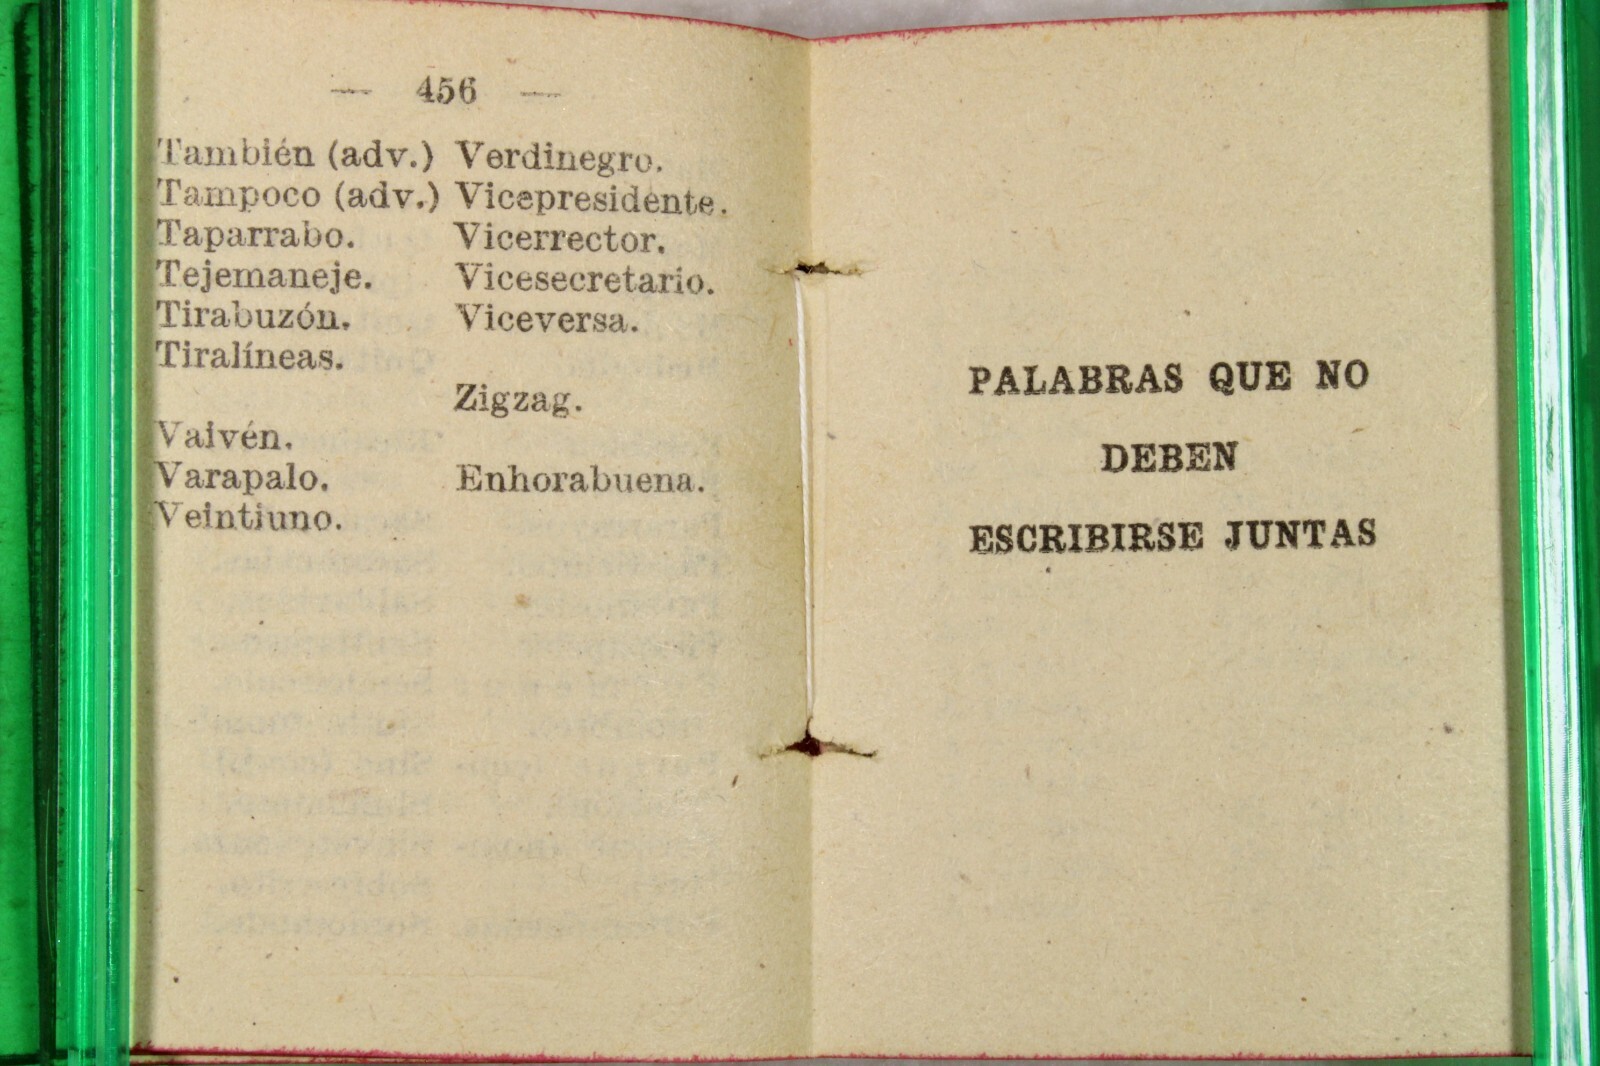 — 456 —
También (adv.)
Tampoco (adv.)
Taparrabo.
Tejemaneje.
Tirabuzón.
Tiralíneas.
Vaivén.
Varapalo.
Veintiuno.
Verdinegro.
Vicepresidente.
Vicerrector.
Vicesecretario.
Viceversa.
Zigzag.
Enhorabuena.
PALABRAS QUE NO
DEBEN
ESCRIBIRSE JUNTAS